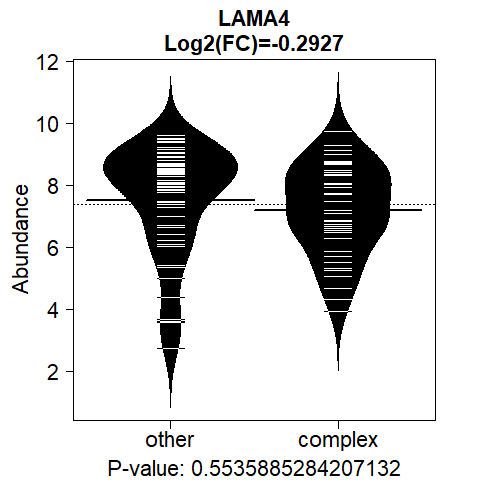 LAMA4
Log2(FC)=-0.2927
12
10
8
6
4
2
Abundance
other complex
P-value: 0.5535885284207132